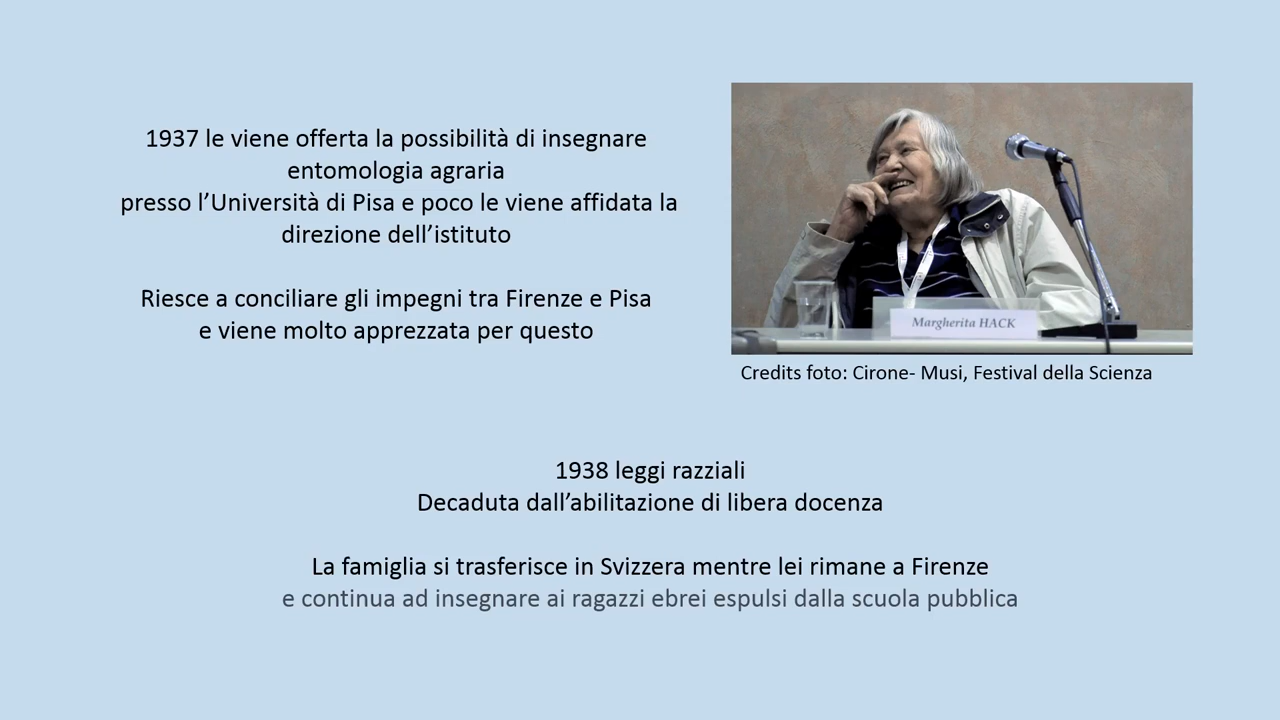 1937 le viene offerta la possibilità di insegnare
entomologia agraria
presso l’Università di Pisa e poco le viene affidata la
direzione dell’istituto
Riesce a conciliare gli impegni tra Firenze e Pisa
e viene molto apprezzata per questo
Margherita HACK
Credits foto: Cirone- Musi, Festival della Scienza
1938 leggi razziali
Decaduta dall’abilitazione di libera docenza
La famiglia si trasferisce in Svizzera mentre lei rimane a Firenze
e continua ad insegnare ai ragazzi ebrei espulsi dalla scuola pubblica